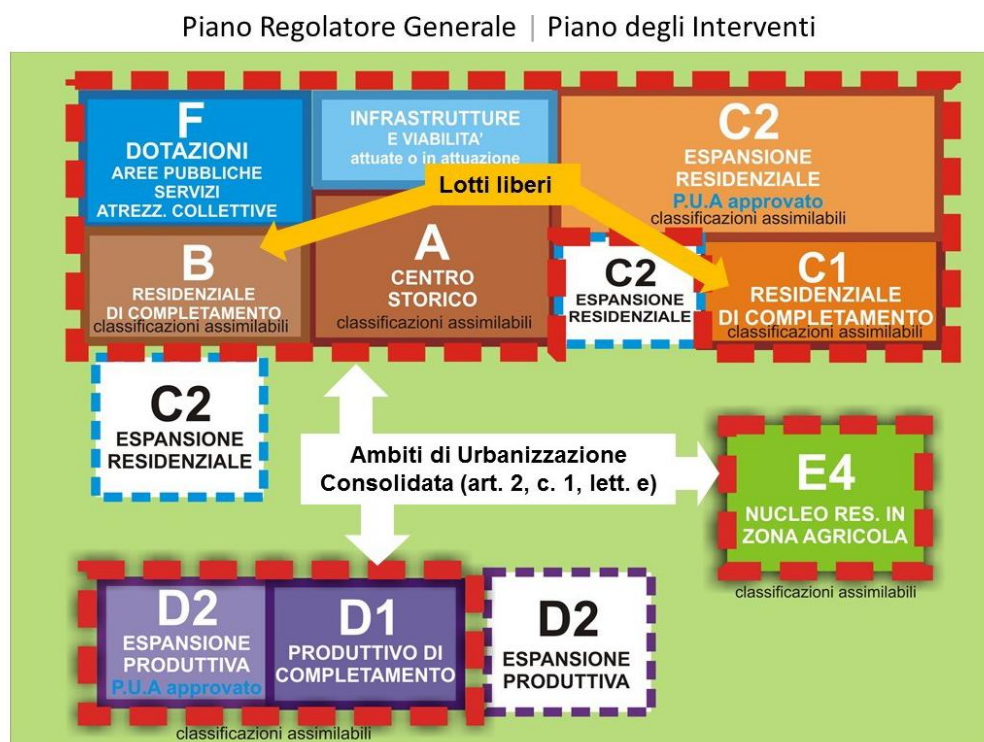 Piano Regolatore Generale | Piano degli Interventi
F
DOTAZIONI
AREE PUBBLICHE
SERVIZI
ATREZZ. COLLETTIVE
INFRASTRUTTURE
E VIABILITA'
attuate o in attuazione
C2
ESPANSIONE
RESIDENZIALE
P.U.A approvato
classificazioni assimilabili
Lotti liberi
B
RESIDENZIALE
DI COMPLETAMENTO
classificazioni assimilabili
A
CENTRO
STORICO
classificazioni assimilabili
C2
ESPANSIONE
RESIDENZIALE
C1
RESIDENZIALE
DI COMPLETAMENTO
classificazioni assimilabili
C2
ESPANSIONE
RESIDENZIALE
Ambiti di Urbanizzazione
Consolidata (art. 2, c. 1, lett. e)
E4
NUCLEO RES. IN
ZONA AGRICOLA
classificazioni assimilabili
D2
ESPANSIONE
PRODUTTIVA
P.U.A approvato
D1
PRODUTTIVO DI
COMPLETAMENTO
classificazioni assimilabili
D2
ESPANSIONE
PRODUTTIVA